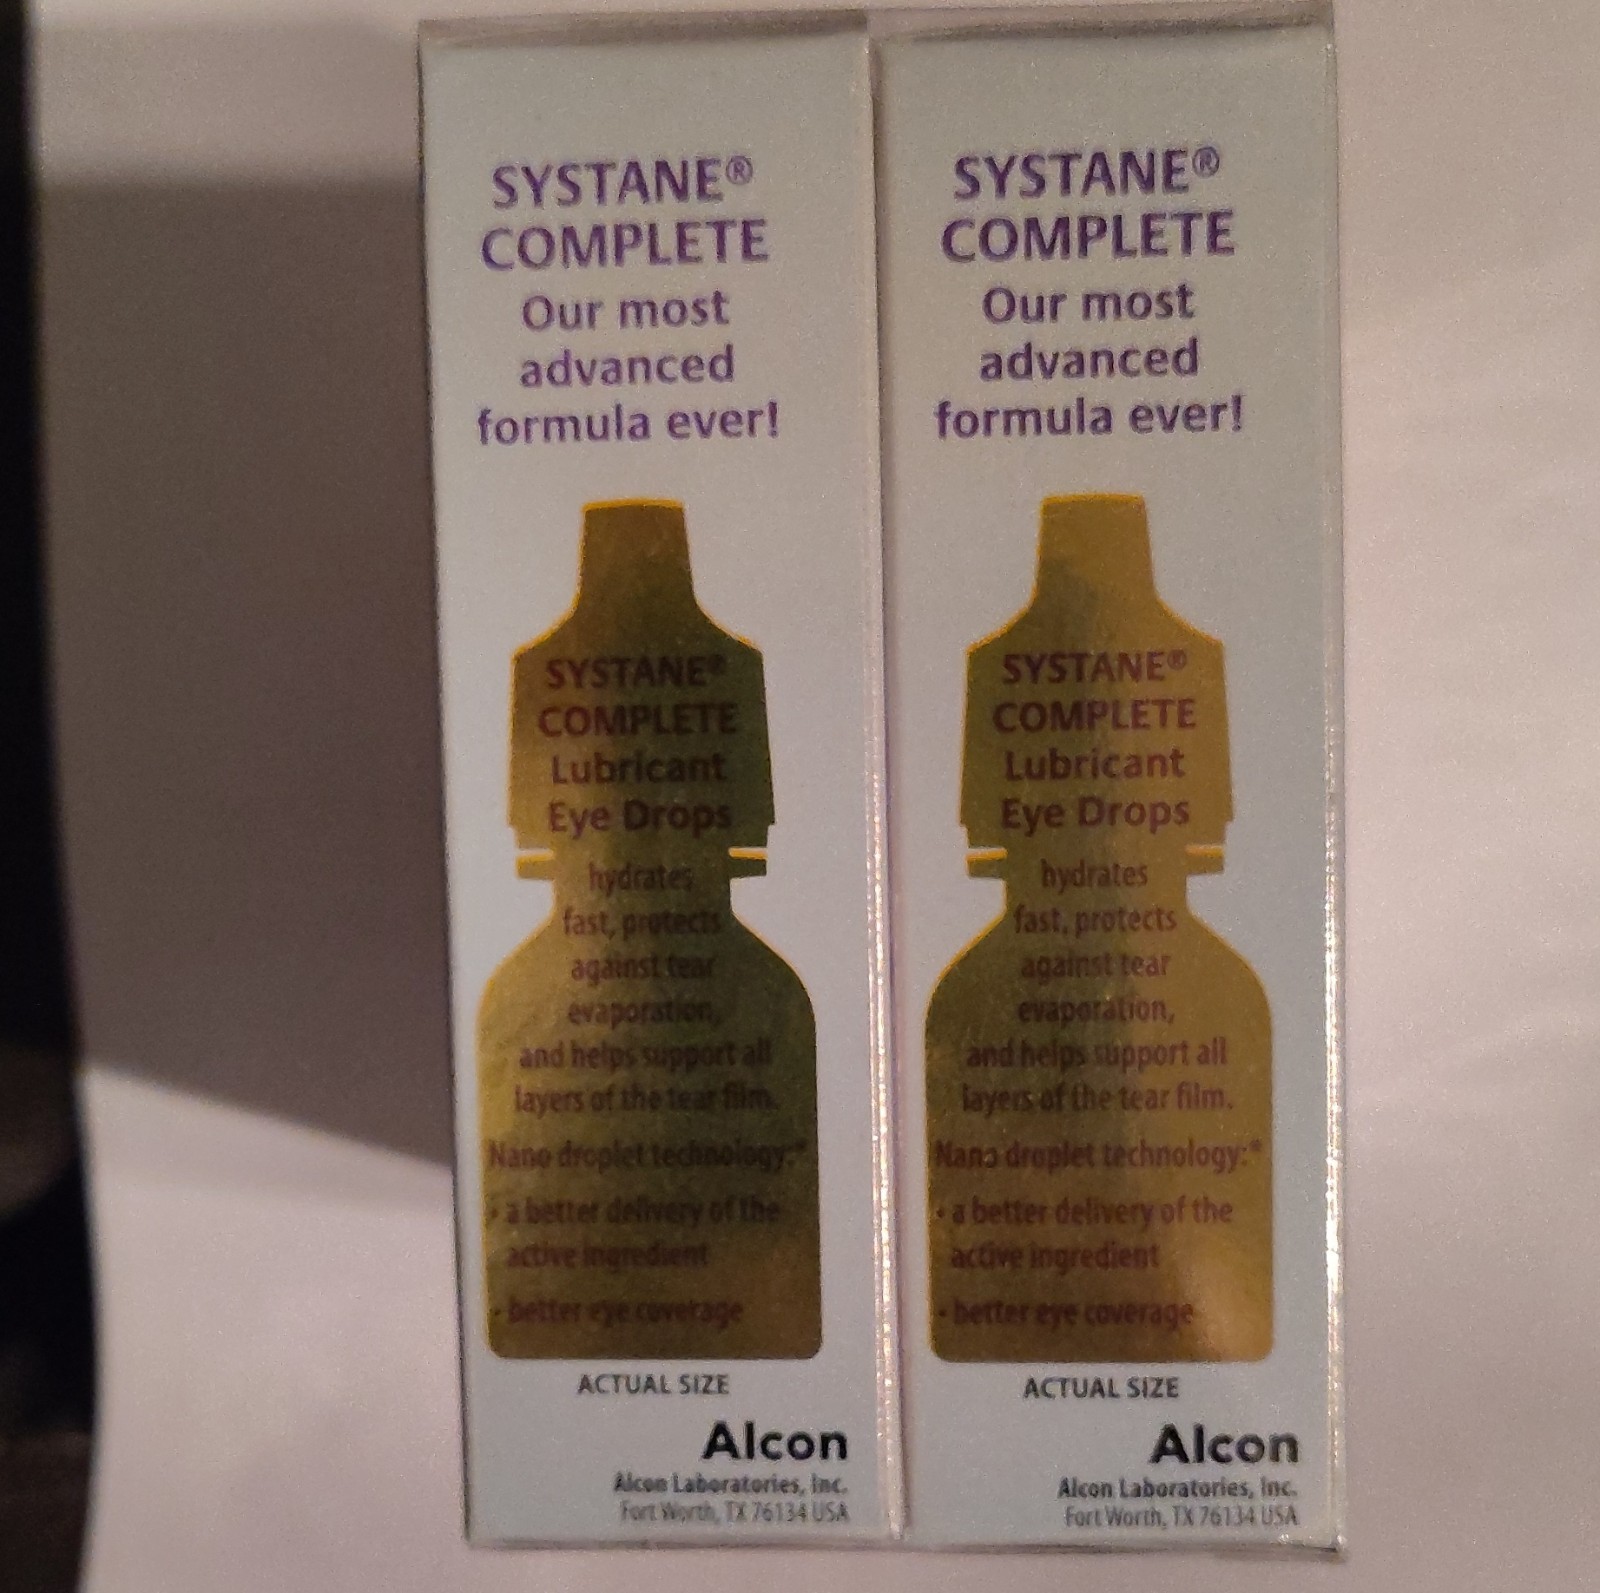 SYSTANE®
COMPLETE
Our most
advanced
formula ever!
SYSTANE®
COMPLETE
Lubricant
Eye Drops
hydrates
fast, protects
against tear
evaporation,
and helps support all
layers of the tear film.
Nano droplet technology:*
• a better delivery of the
active ingredient
• better eye coverage
ACTUAL SIZE
Alcon
Alcon Laboratories, Inc.
Fort Worth, TX 76134 USA
SYSTANE®
COMPLETE
Our most
advanced
formula ever!
SYSTANE®
COMPLETE
Lubricant
Eye Drops
hydrates
fast, protects
against tear
evaporation,
and helps support all
layers of the tear film.
Nano droplet technology:*
• a better delivery of the
active ingredient
• better eye coverage
ACTUAL SIZE
Alcon
Alcon Laboratories, Inc.
Fort Worth, TX 76134 USA